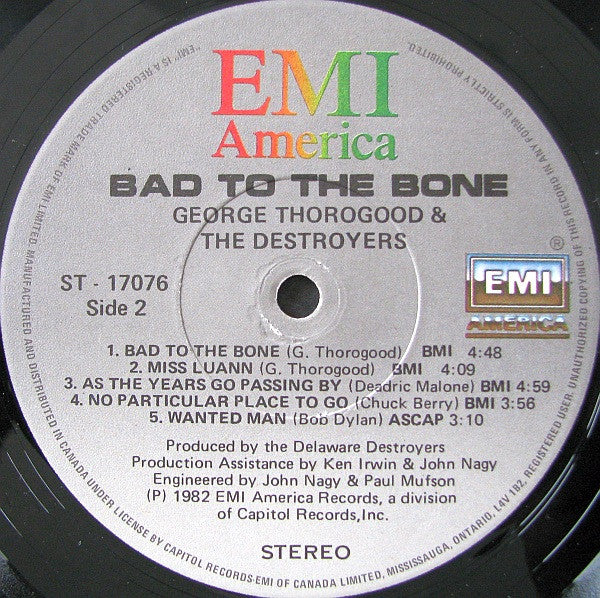 EMI
America
BAD TO THE BONE
GEORGE THOROGOOD &
THE DESTROYERS
ST - 17076
Side 2
®
EMI
AMERICA
1. BAD TO THE BONE (G. Thorogood) BMI 4:48
2. MISS LUANN (G. Thorogood) BMI 4:09
3. AS THE YEARS GO PASSING BY (Deadric Malone) BMI 4:59
4. NO PARTICULAR PLACE TO GO (Chuck Berry) BMI 3:56
5. WANTED MAN (Bob Dylan) ASCAP 3:10
Produced by the Delaware Destroyers
Production Assistance by Ken Irwin & John Nagy
Engineered by John Nagy & Paul Mufson
(P) 1982 EMI America Records, a division
of Capitol Records,Inc.
STEREO
"EMI" IS A REGISTERED TRADE MARK OF EMI LIMITED. MANUFACTURED AND DISTRIBUTED IN CANADA UNDER LICENSE BY CAPITOL RECORDS-EMI OF CANADA LIMITED, MISSISSAUGA, ONTARIO, L4V 1B2, REGISTERED USER. UNAUTHORIZED COPYING OF THIS RECORD IN ANY FORM IS STRICTLY PROHIBITED.